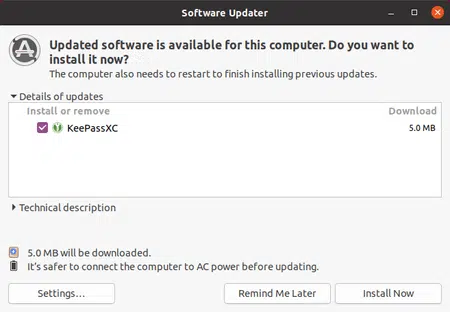 Software Updater
Updated software is available for this computer. Do you want to
install it now?
The computer also needs to restart to finish installing previous updates.
Details of updates
Install or remove Download
KeePassXC 5.0 MB
Technical description
5.0 MB will be downloaded.
It's safer to connect the computer to AC power before updating.
Settings... Remind Me Later Install Now